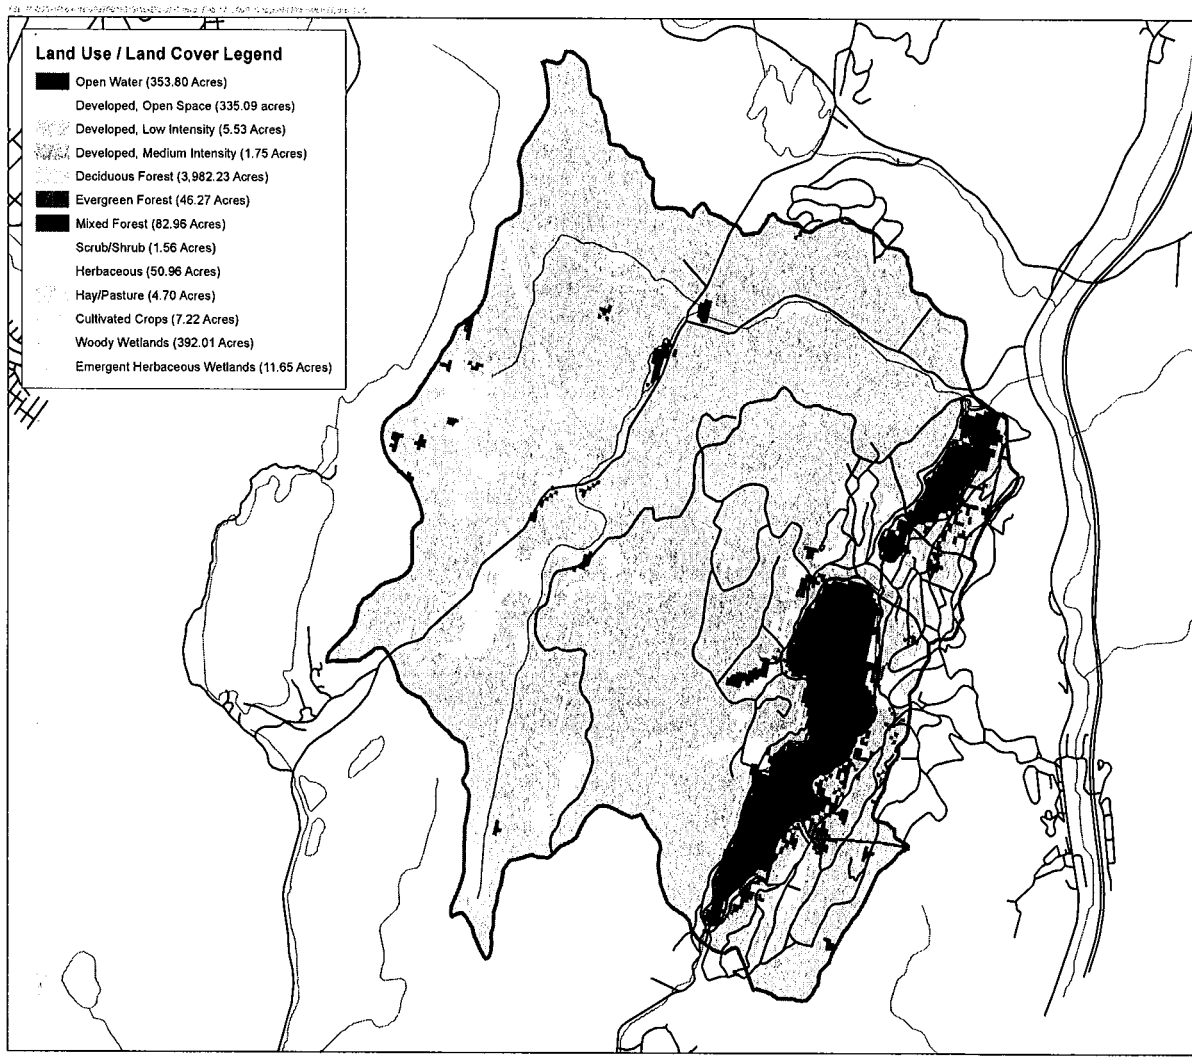 Land Use / Land Cover Legend
Open Water (353.80 Acres)
Developed, Open Space (335.09 acres)
Developed, Low Intensity (5.53 Acres)
Developed, Medium Intensity (1.75 Acres)
Deciduous Forest (3,982.23 Acres)
Evergreen Forest (46.27 Acres)
Mixed Forest (82.96 Acres)
Scrub/Shrub (1.56 Acres)
Herbaceous (50.96 Acres)
Hay/Pasture (4.70 Acres)
Cultivated Crops (7.22 Acres)
Woody Wetlands (392.01 Acres)
Emergent Herbaceous Wetlands (11.65 Acres)